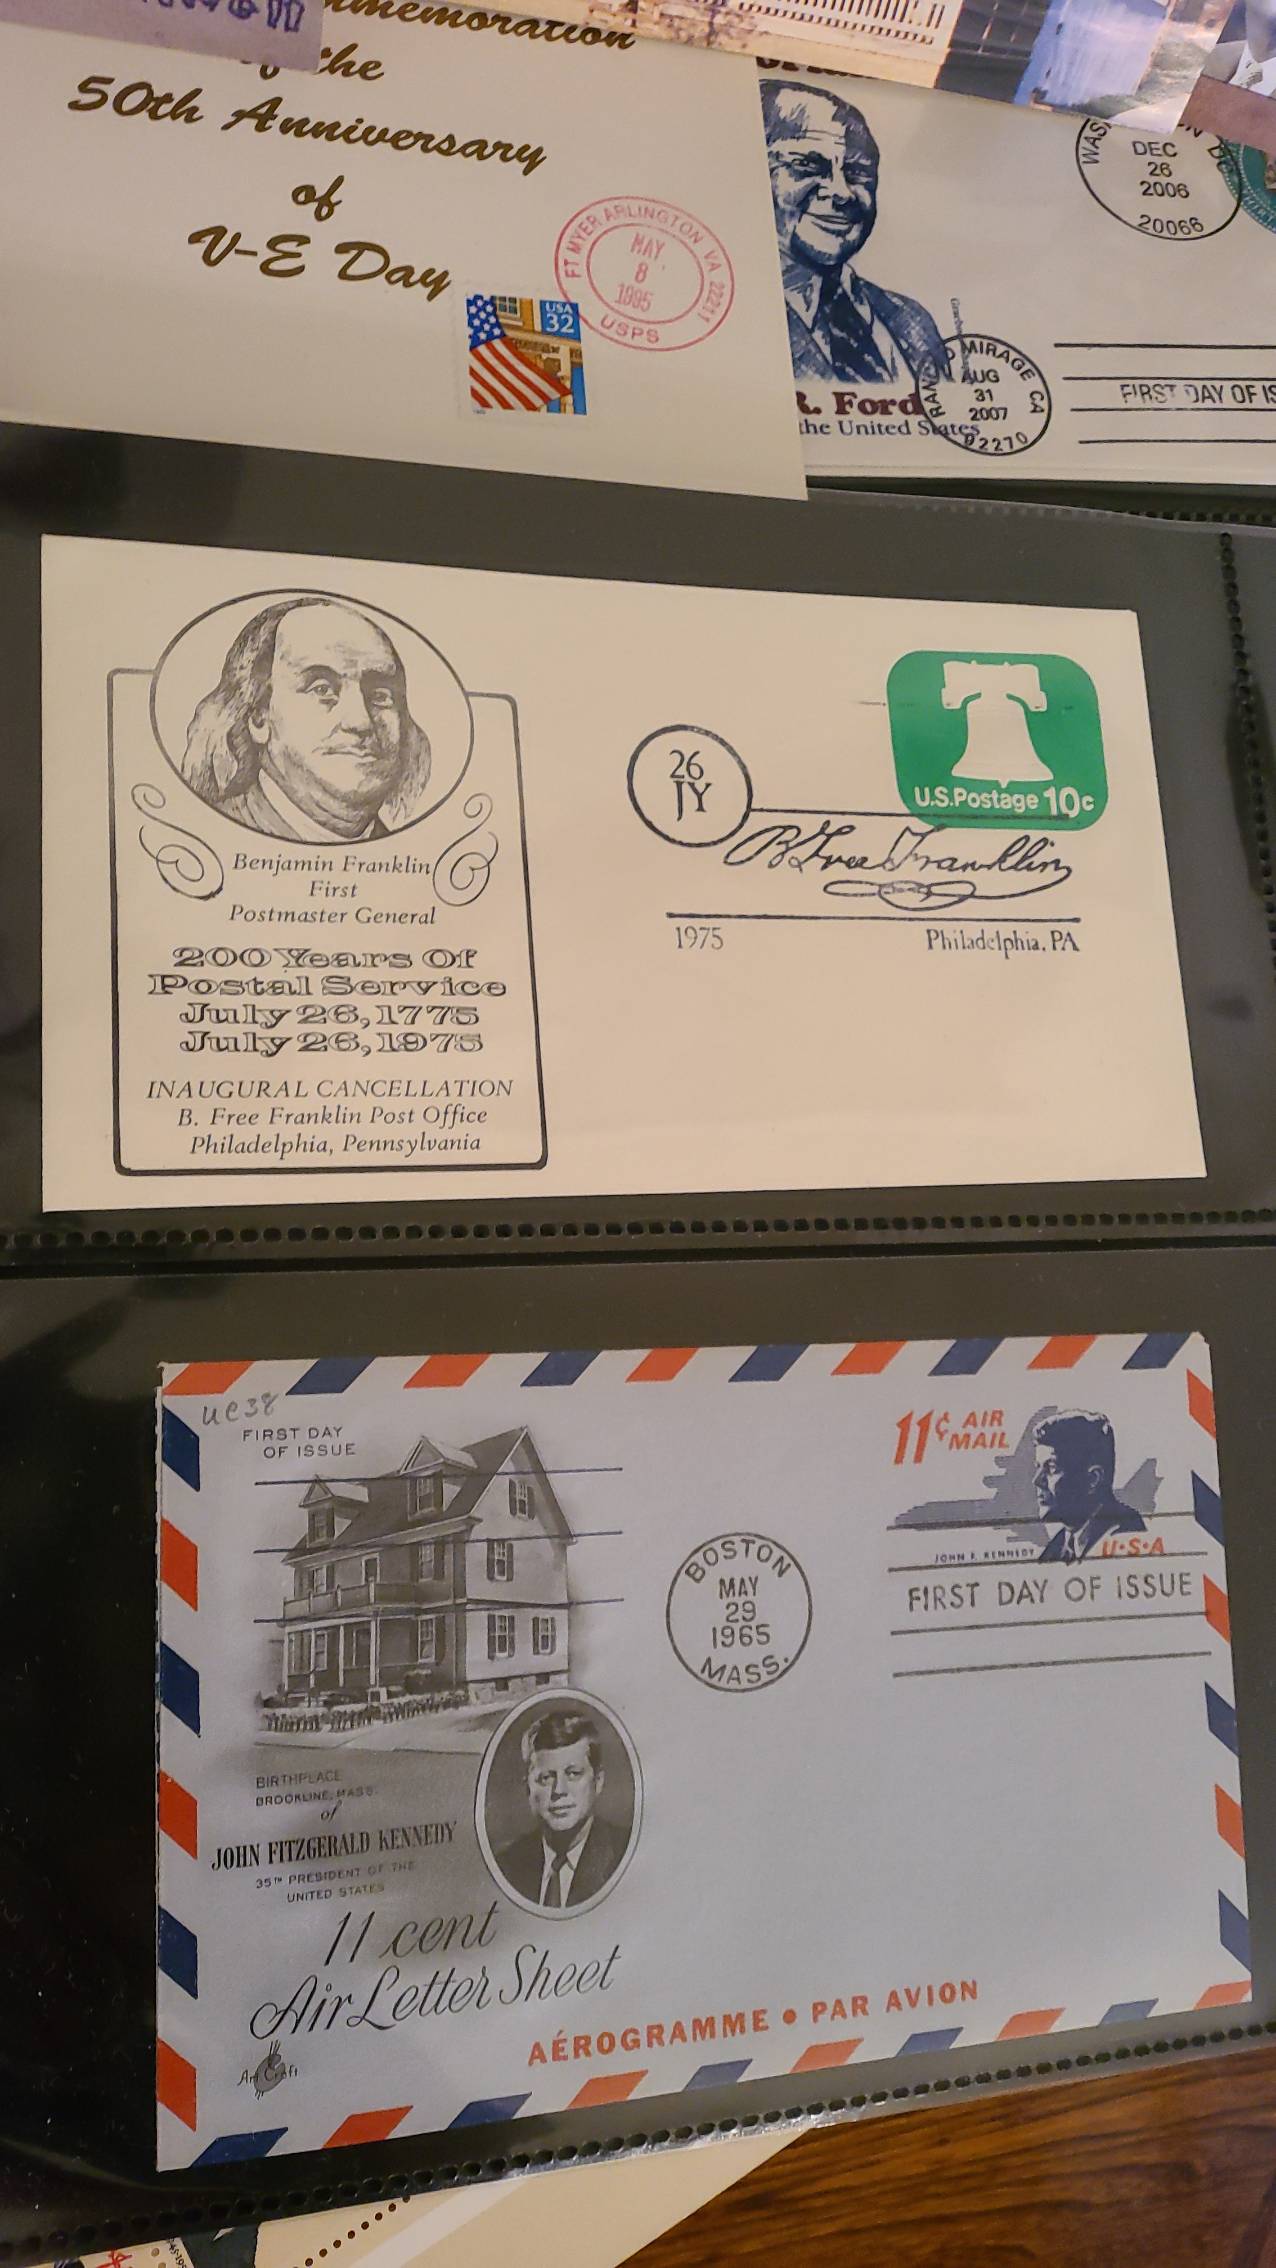 the
50th Anniversary
of
V-E Day
FT MYER ARLINGTON VA 22211
MAY
8
1995
USPS
USA
32
DEC
26
2006
20066
R. Ford
the United States
MIRAGE CA
AUG
31
2007
92270
FIRST DAY OF
Benjamin Franklin
First
Postmaster General
200 Years Of
Postal Service
July 26, 1775
July 26, 1975
INAUGURAL CANCELLATION
B. Free Franklin Post Office
Philadelphia, Pennsylvania
26
JY
U.S. Postage 10c
B Free Franklin
1975
Philadelphia, PA
UC38
FIRST DAY
OF ISSUE
11¢ AIR
MAIL
JOHN F. KENNEDY
U·S·A
FIRST DAY OF ISSUE
BOSTON
MAY
29
1965
MASS.
BIRTHPLACE
BROOKLINE, MASS.
of
JOHN FITZGERALD KENNEDY
35TH PRESIDENT OF THE
UNITED STATES
11 cent
Air Letter Sheet
Art Craft
AÉROGRAMME • PAR AVION